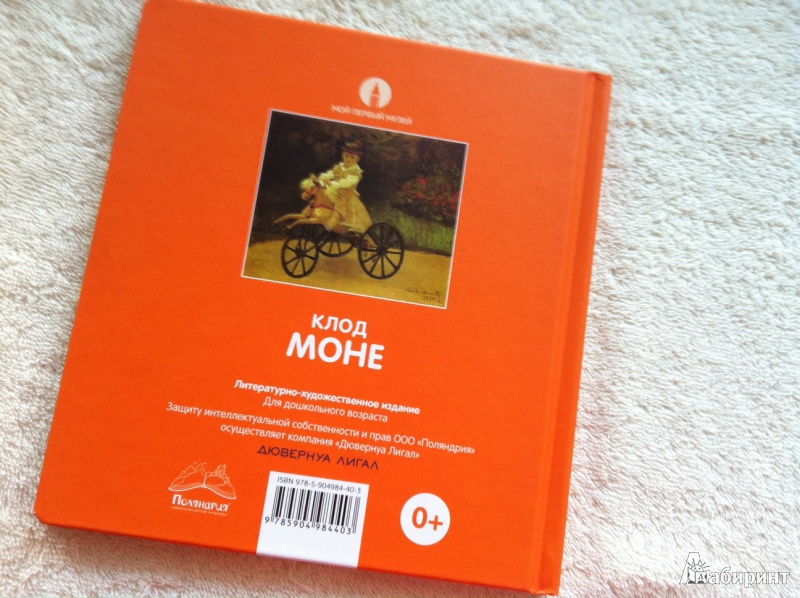 МОЙ ПЕРВЫЙ МУЗЕЙ
КЛОД
МОНЕ
Литературно-художественное издание
Для дошкольного возраста
Защиту интеллектуальной собственности и прав ООО «Поляндрия»
осуществляет компания «Дювернуа Лигал»
ДЮВЕРНУА ЛИГАЛ
Поляндрия
ISBN 978-5-904984-40-3
9 785904 984403
0+
Лабиринт